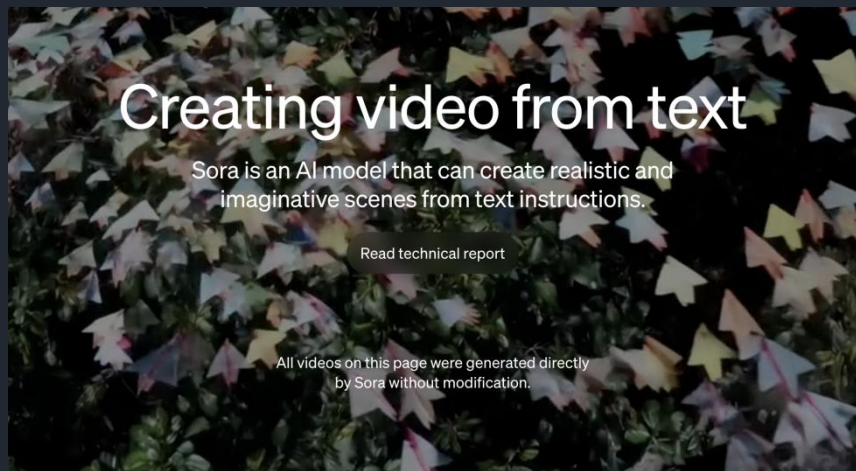 Creating video from text
Sora is an AI model that can create realistic and
imaginative scenes from text instructions.
Read technical report
All videos on this page were generated directly
by Sora without modification.